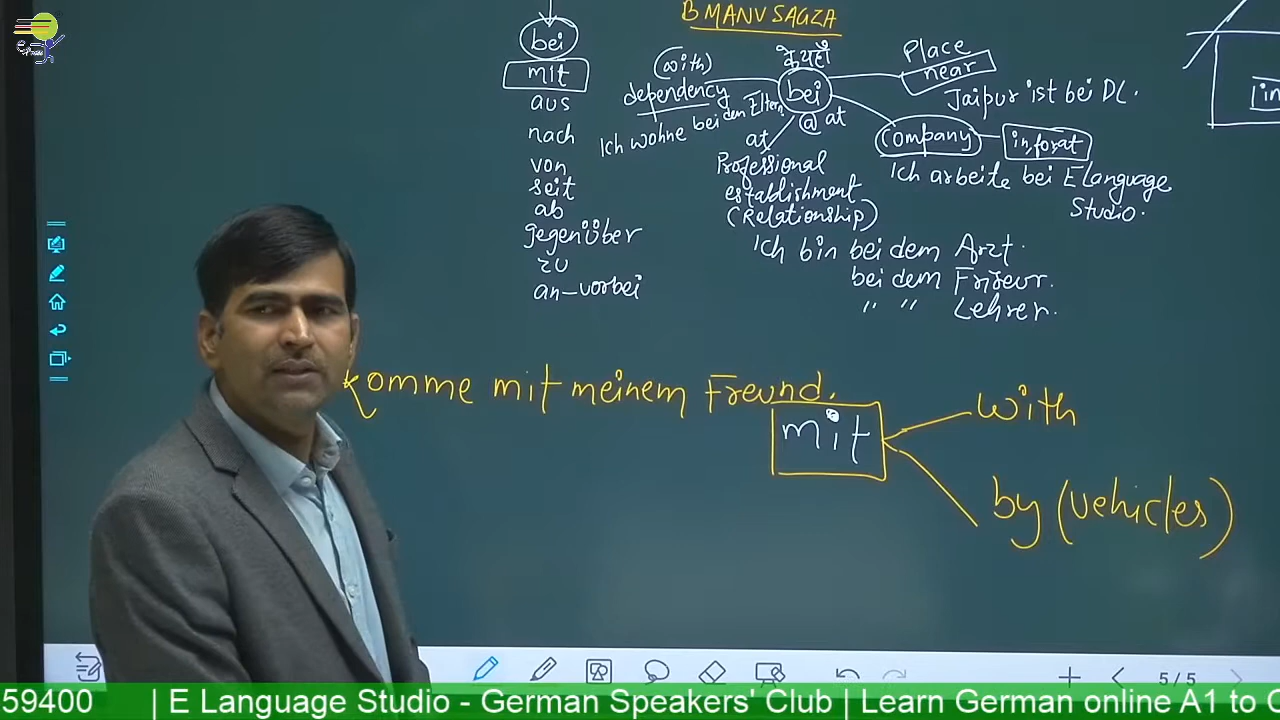 B MANV SAGZA
bei
mit
aus
nach
von
seit
ab
gegenüber
zu
an-vorbei
(with)
dependency
Ich wohne bei den Eltern
के यहाँ
bei
@ at
Place
near
Jaipur ist bei DL.
Company
Ich arbeite bei E Language
Studio.
at
Professional
establishment
(Relationship)
Ich bin bei dem Arzt.
bei dem Friseur.
" " Lehrer.
in
Komme mit meinem Freund.
mit
with
by (vehicles)
5/5
59400 | E Language Studio - German Speakers' Club | Learn German online A1 to C